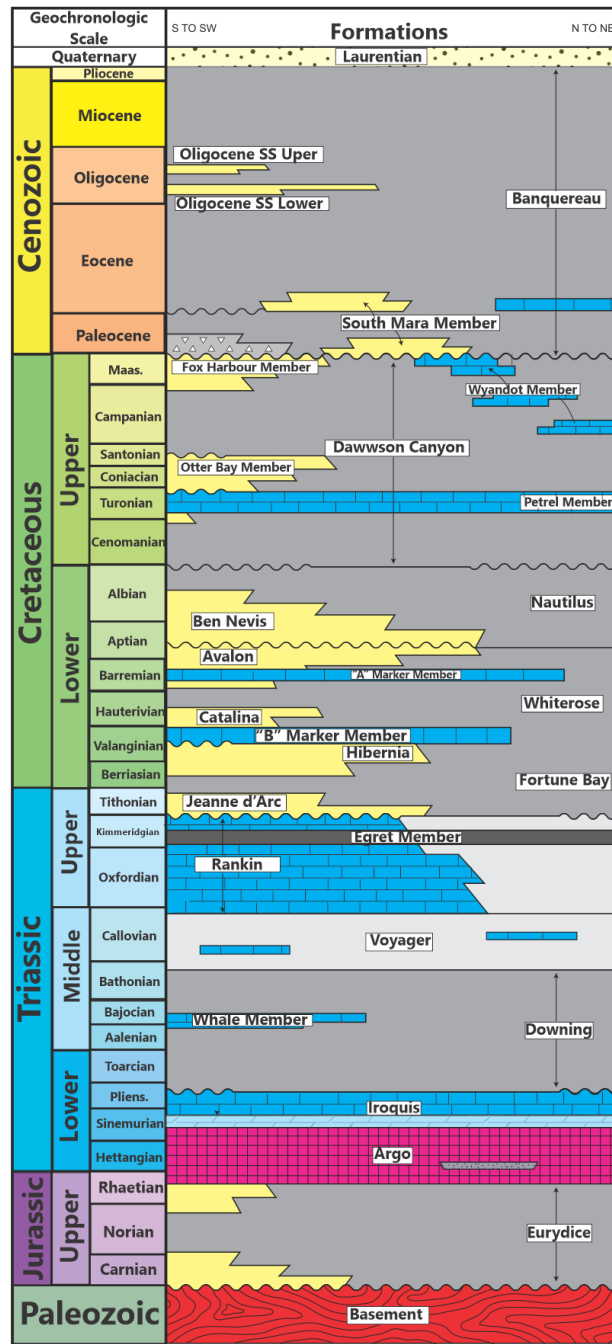 Geochronologic
Scale
S TO SW
Formations
N TO NE
Quaternary
Laurentian
Cenozoic
Pliocene
Miocene
Oligocene
Eocene
Paleocene
Oligocene SS Uper
Oligocene SS Lower
Banquereau
South Mara Member
Cretaceous
Upper
Maas.
Campanian
Santonian
Coniacian
Turonian
Cenomanian
Fox Harbour Member
Wyandot Member
Dawwson Canyon
Otter Bay Member
Petrel Member
Lower
Albian
Aptian
Barremian
Hauterivian
Valanginian
Berriasian
Nautilus
Ben Nevis
Avalon
"A" Marker Member
Whiterose
Catalina
"B" Marker Member
Hibernia
Fortune Bay
Triassic
Upper
Tithonian
Kimmeridgian
Oxfordian
Jeanne d'Arc
Egret Member
Rankin
Middle
Callovian
Bathonian
Bajocian
Aalenian
Voyager
Whale Member
Downing
Lower
Toarcian
Pliens.
Sinemurian
Hettangian
Iroquis
Argo
Jurassic
Upper
Rhaetian
Norian
Carnian
Eurydice
Paleozoic
Basement